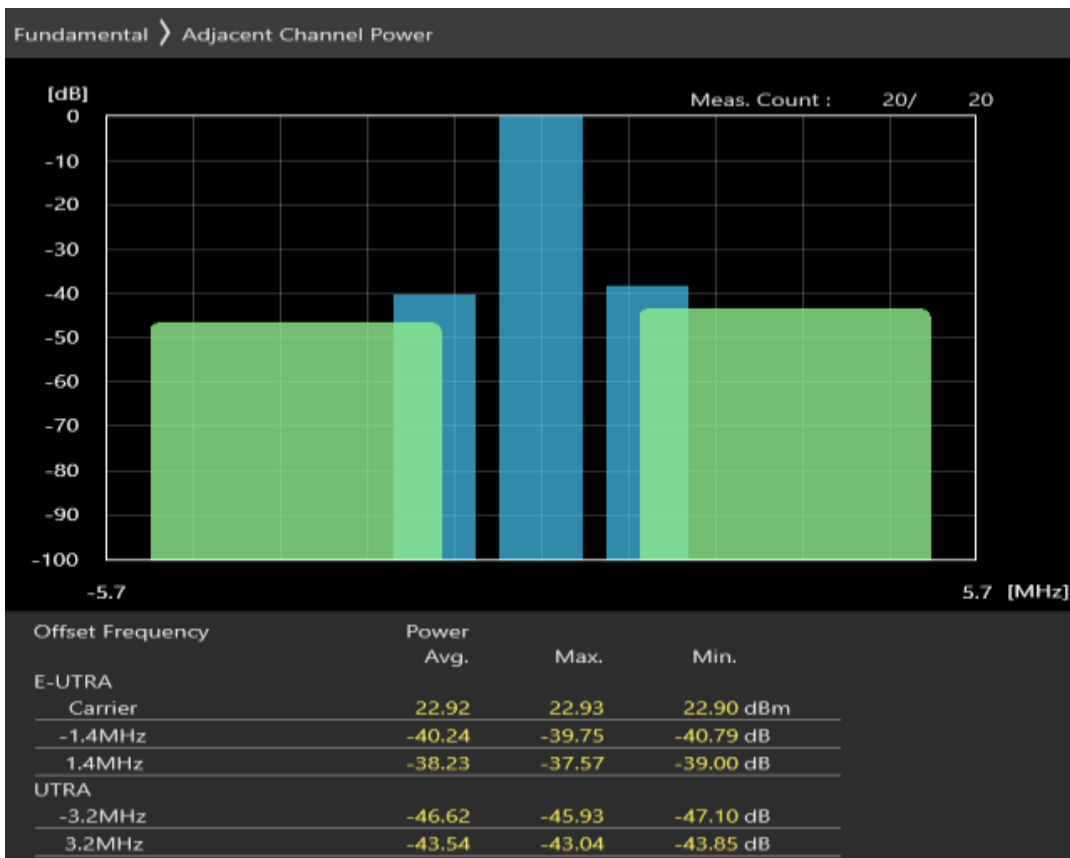 Fundamental 〉 Adjacent Channel Power
[dB]
Meas. Count : 20/ 20
0
-10
-20
-30
-40
-50
-60
-70
-80
-90
-100
-5.7 5.7 [MHz]
Offset Frequency Power
Avg. Max. Min.
E-UTRA
Carrier 22.92 22.93 22.90 dBm
-1.4MHz -40.24 -39.75 -40.79 dB
1.4MHz -38.23 -37.57 -39.00 dB
UTRA
-3.2MHz -46.62 -45.93 -47.10 dB
3.2MHz -43.54 -43.04 -43.85 dB